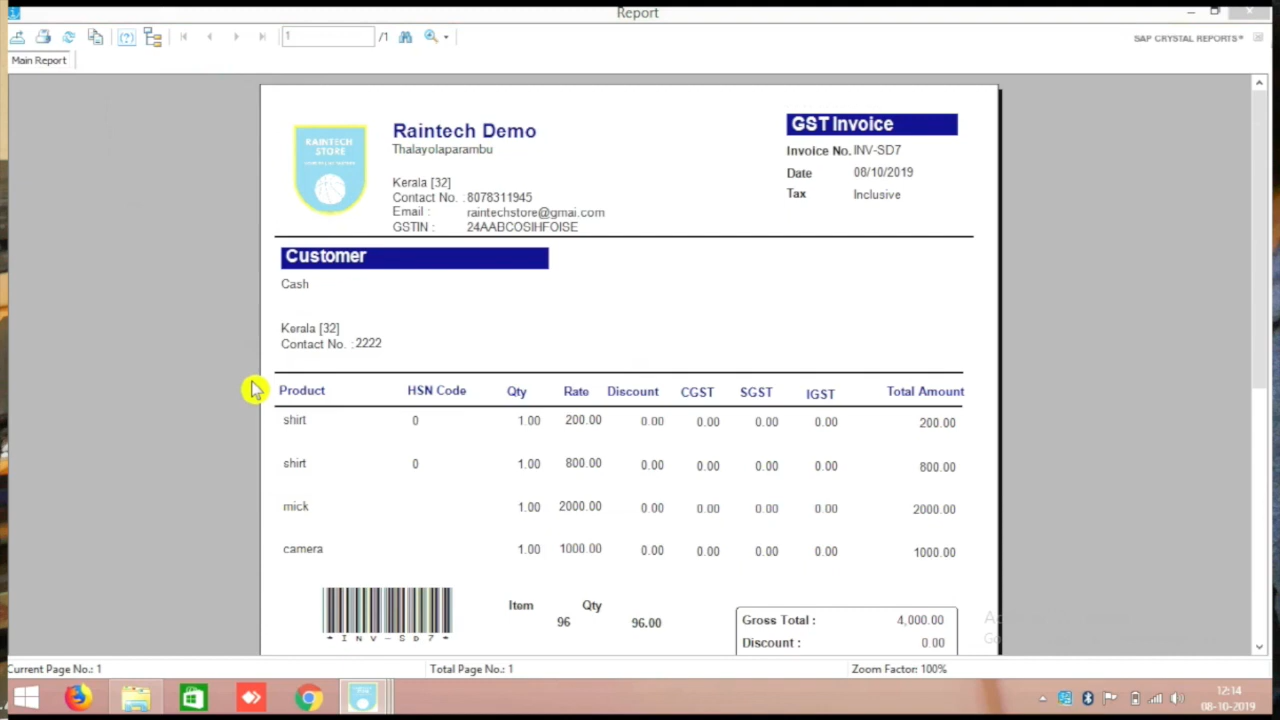 Report
1 /1
SAP CRYSTAL REPORTS®
Main Report
RAINTECH
STORE
Raintech Demo
Thalayolaparambu
Kerala [32]
Contact No. : 8078311945
Email : raintechstore@gmai.com
GSTIN : 24AABCOSIHFOISE
GST Invoice
Invoice No. INV-SD7
Date 08/10/2019
Tax Inclusive
Customer
Cash
Kerala [32]
Contact No. : 2222
Product HSN Code Qty Rate Discount CGST SGST IGST Total Amount
shirt 0 1.00 200.00 0.00 0.00 0.00 0.00 200.00
shirt 0 1.00 800.00 0.00 0.00 0.00 0.00 800.00
mick 1.00 2000.00 0.00 0.00 0.00 0.00 2000.00
camera 1.00 1000.00 0.00 0.00 0.00 0.00 1000.00
* I N V - S D 7 *
Item Qty
96 96.00
Gross Total : 4,000.00
Discount : 0.00
Current Page No.: 1 Total Page No.: 1 Zoom Factor: 100%
12:14
08-10-2019